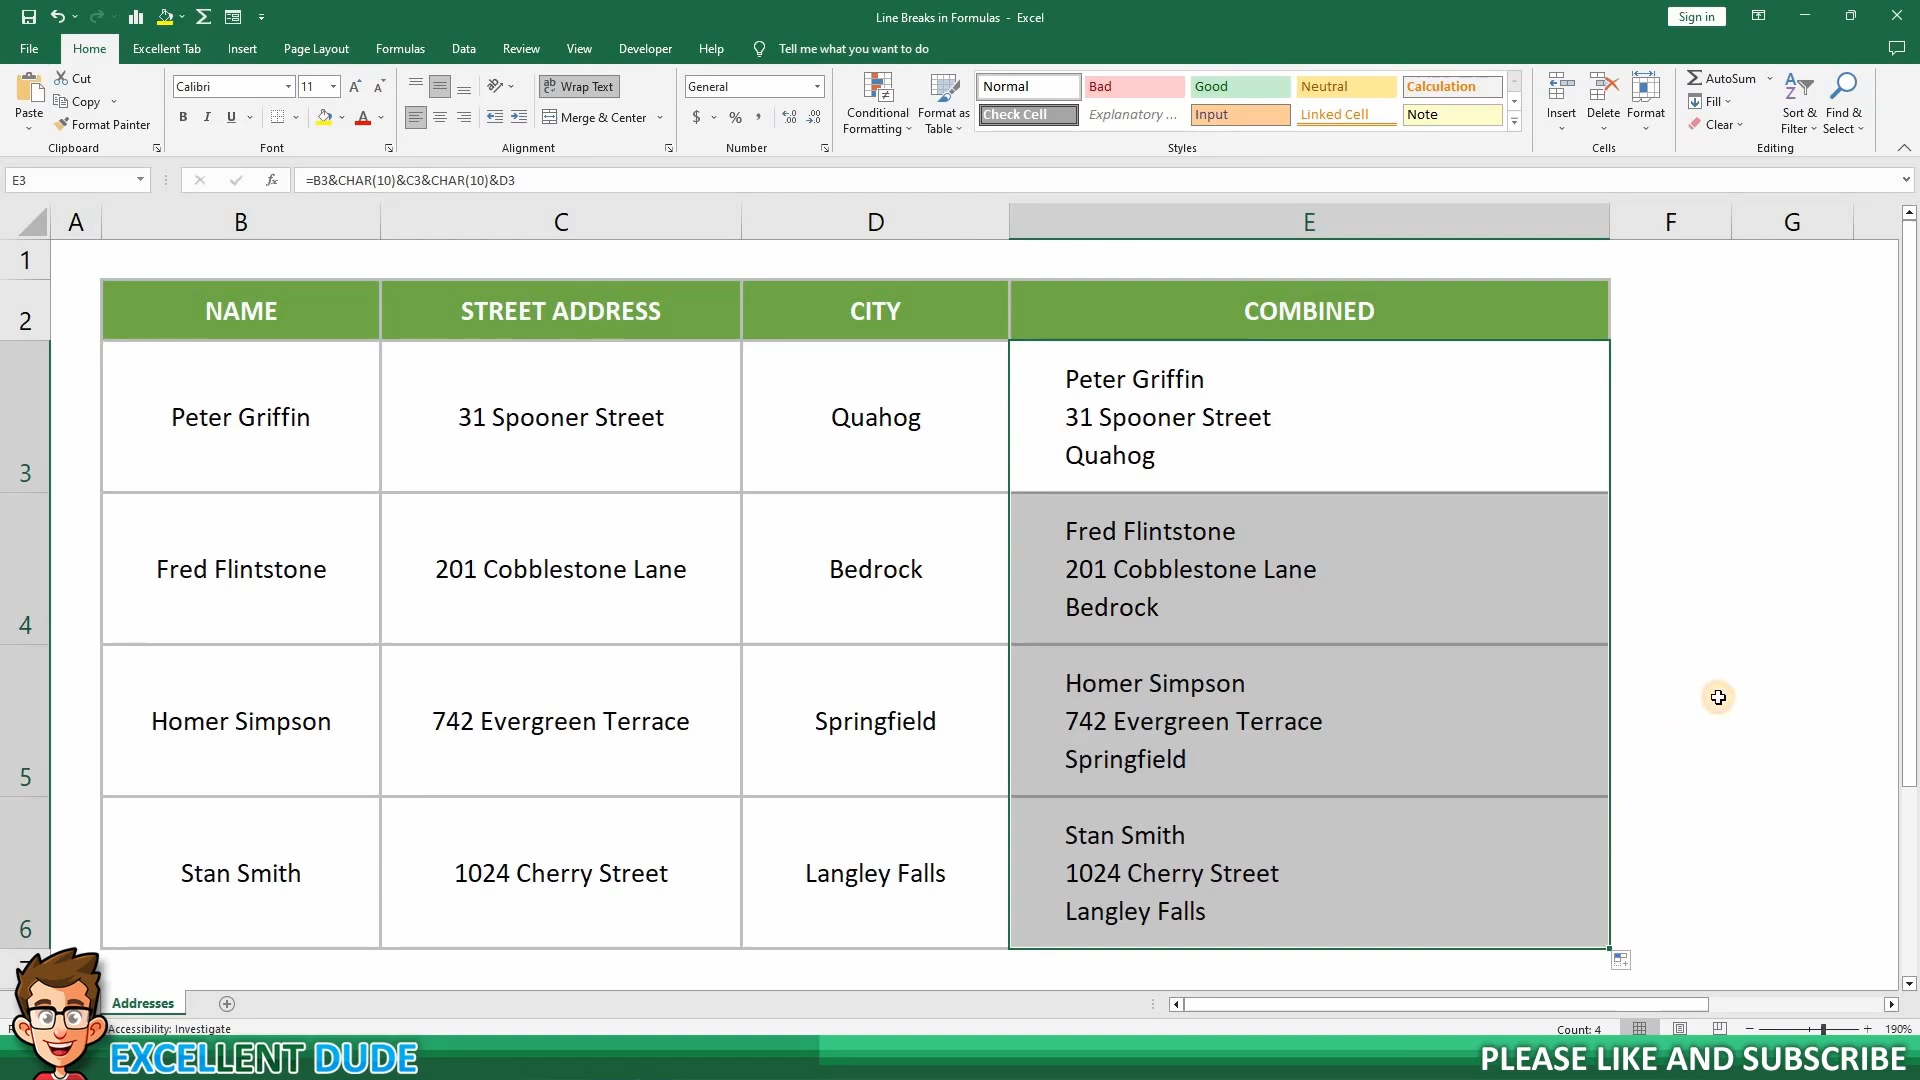 Line Breaks in Formulas - Excel
Sign in
File Home Excellent Tab Insert Page Layout Formulas Data Review View Developer Help Tell me what you want to do
Paste
Cut
Copy
Format Painter
Clipboard
Calibri 11
B I U
Font
Wrap Text
Merge & Center
Alignment
General
$ % ,
Number
Conditional Formatting
Format as Table
Normal Bad Good Neutral Calculation
Check Cell Explanatory ... Input Linked Cell Note
Styles
Insert Delete Format
Cells
AutoSum
Fill
Clear
Sort & Filter
Find & Select
Editing
E3 fx =B3&CHAR(10)&C3&CHAR(10)&D3
A B C D E F G
1
2 NAME STREET ADDRESS CITY COMBINED
3 Peter Griffin 31 Spooner Street Quahog
Peter Griffin
31 Spooner Street
Quahog
4 Fred Flintstone 201 Cobblestone Lane Bedrock
Fred Flintstone
201 Cobblestone Lane
Bedrock
5 Homer Simpson 742 Evergreen Terrace Springfield
Homer Simpson
742 Evergreen Terrace
Springfield
6 Stan Smith 1024 Cherry Street Langley Falls
Stan Smith
1024 Cherry Street
Langley Falls
Addresses
Accessibility: Investigate
Count: 4
190%
EXCELLENT DUDE
PLEASE LIKE AND SUBSCRIBE